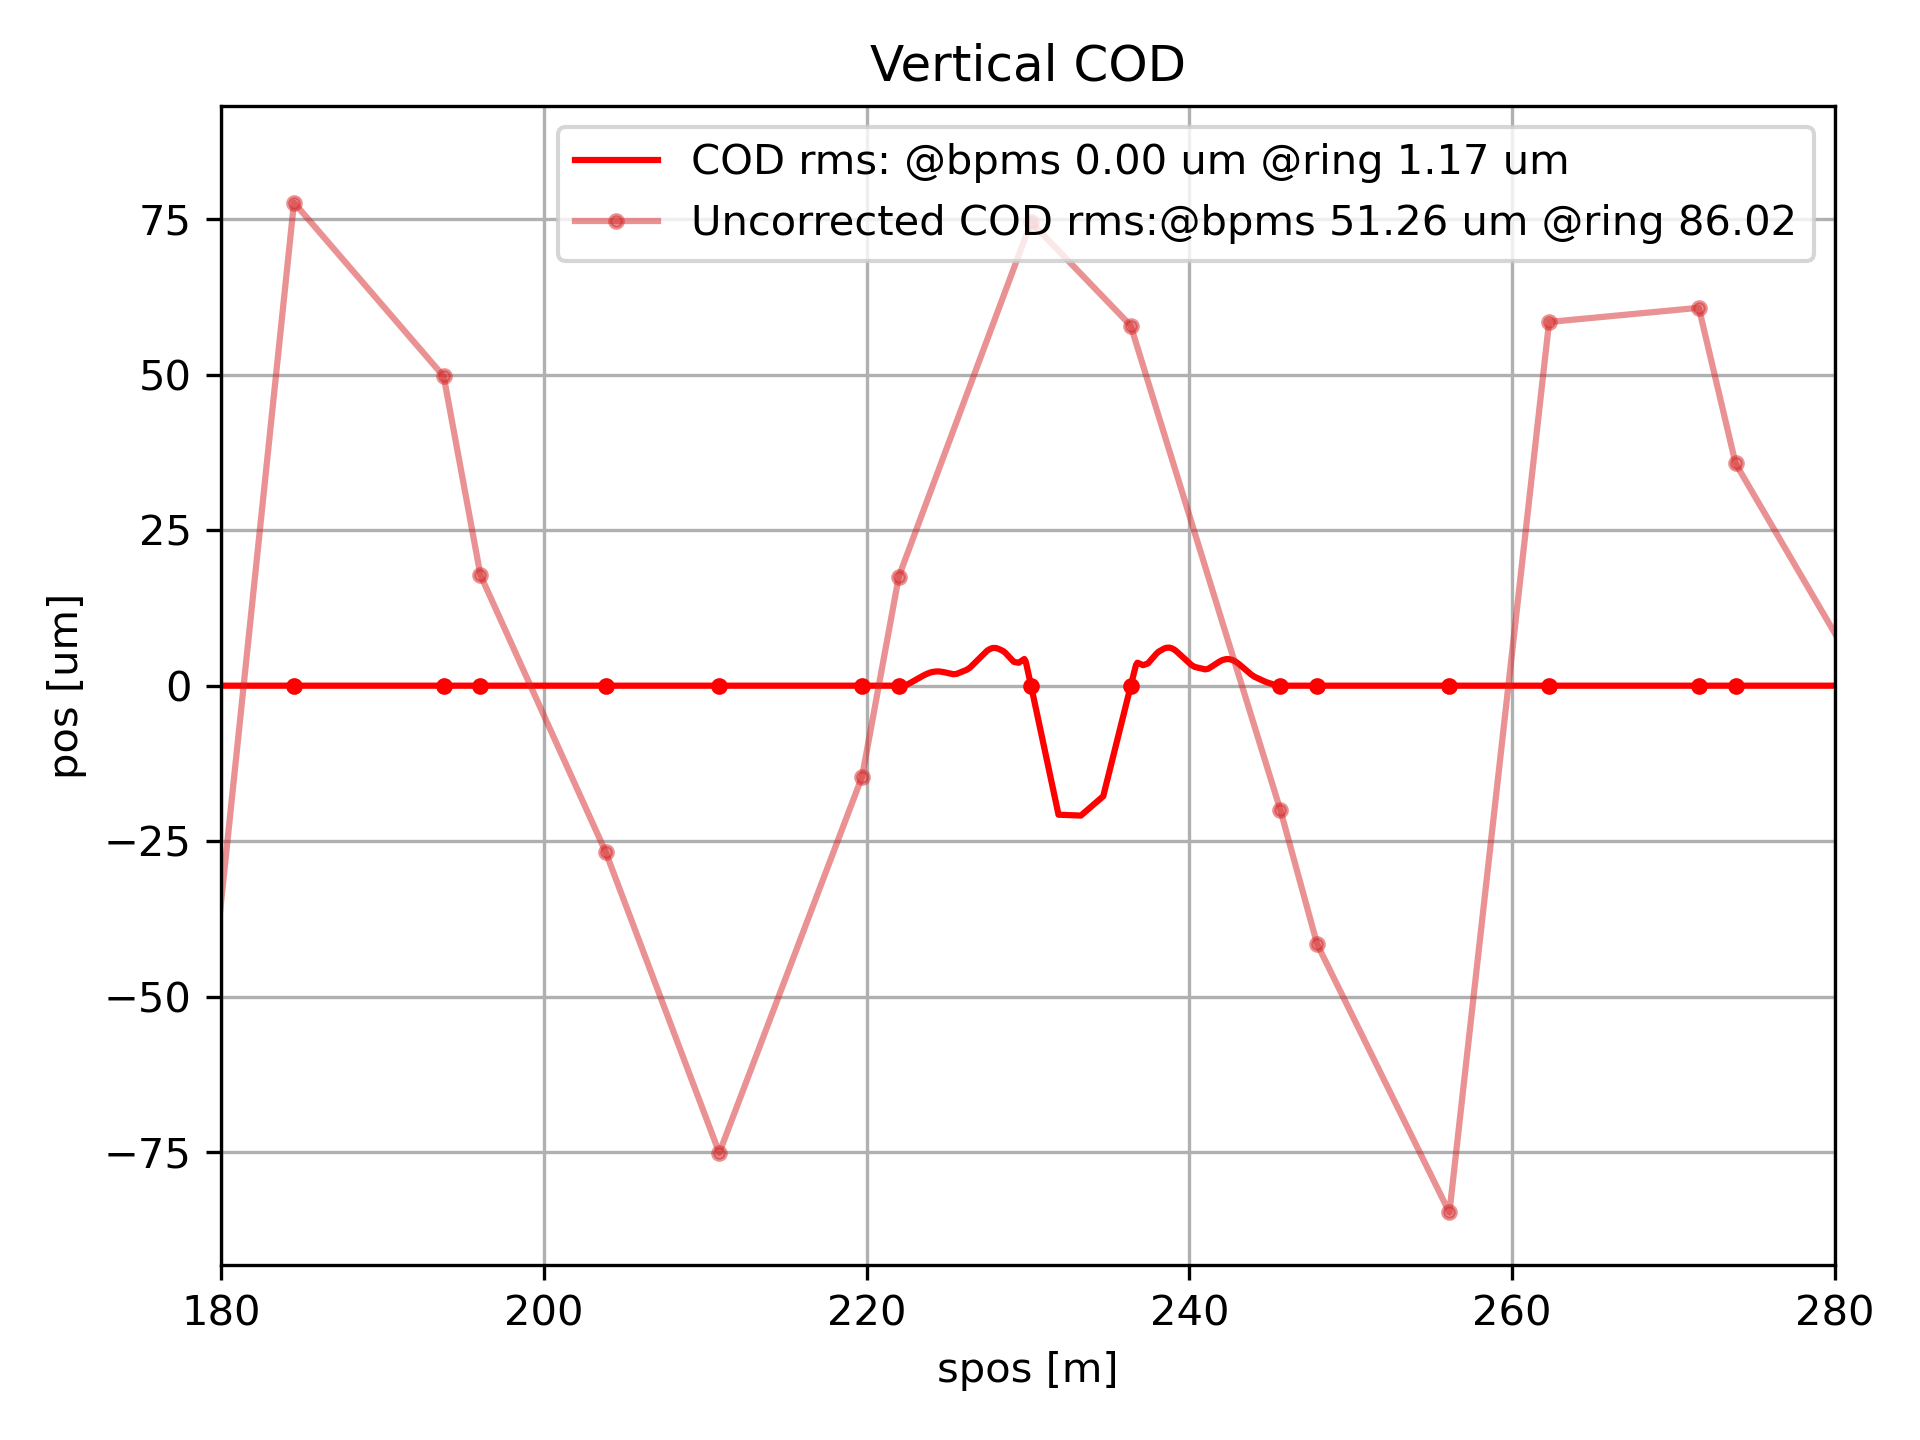 Vertical COD
COD rms: @bpms 0.00 um @ring 1.17 um
Uncorrected COD rms:@bpms 51.26 um @ring 86.02
75
50
25
0
−25
−50
−75
pos [um]
180 200 220 240 260 280
spos [m]